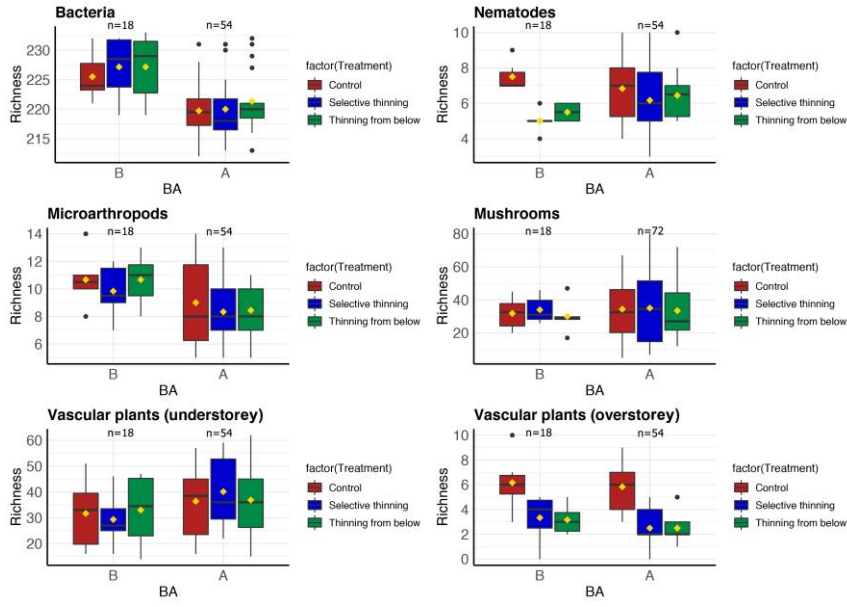 Bacteria
n=18
n=54
230
225
220
215
Richness
B
A
BA
factor(Treatment)
Control
Selective thinning
Thinning from below
Nematodes
n=18
n=54
10
8
6
4
Richness
B
A
BA
factor(Treatment)
Control
Selective thinning
Thinning from below
Microarthropods
n=18
n=54
14
12
10
8
6
Richness
B
A
BA
factor(Treatment)
Control
Selective thinning
Thinning from below
Mushrooms
n=18
n=72
80
60
40
20
Richness
B
A
BA
factor(Treatment)
Control
Selective thinning
Thinning from below
Vascular plants (understorey)
n=18
n=54
60
50
40
30
20
Richness
B
A
BA
factor(Treatment)
Control
Selective thinning
Thinning from below
Vascular plants (overstorey)
n=18
n=54
10
8
6
4
2
0
Richness
B
A
BA
factor(Treatment)
Control
Selective thinning
Thinning from below